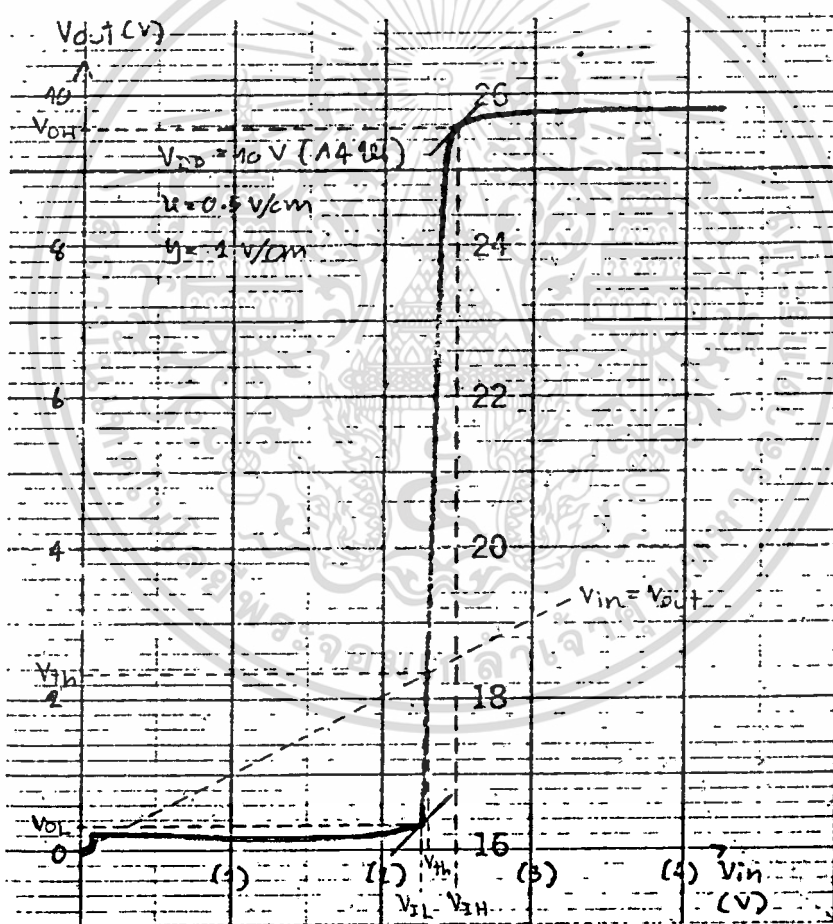 Vout (V)
10
26
VOH
VDD = 10 V
x = 0.5 V/cm
y = 1 V/cm
8
24
6
22
4
20
Vin = Vout
Vth
2
18
VOL
0
16
(1)
(2)
Vth
(3)
(4)
Vin
(V)
VIL
VIH